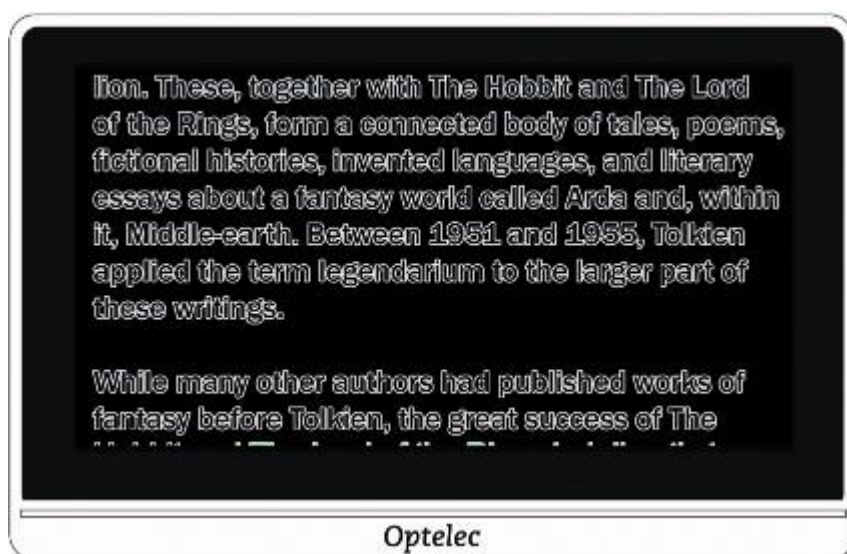 lion. These, together with The Hobbit and The Lord
of the Rings, form a connected body of tales, poems,
fictional histories, invented languages, and literary
essays about a fantasy world called Arda and, within
it, Middle-earth. Between 1951 and 1955, Tolkien
applied the term legendarium to the larger part of
these writings.
While many other authors had published works of
fantasy before Tolkien, the great success of The
Optelec